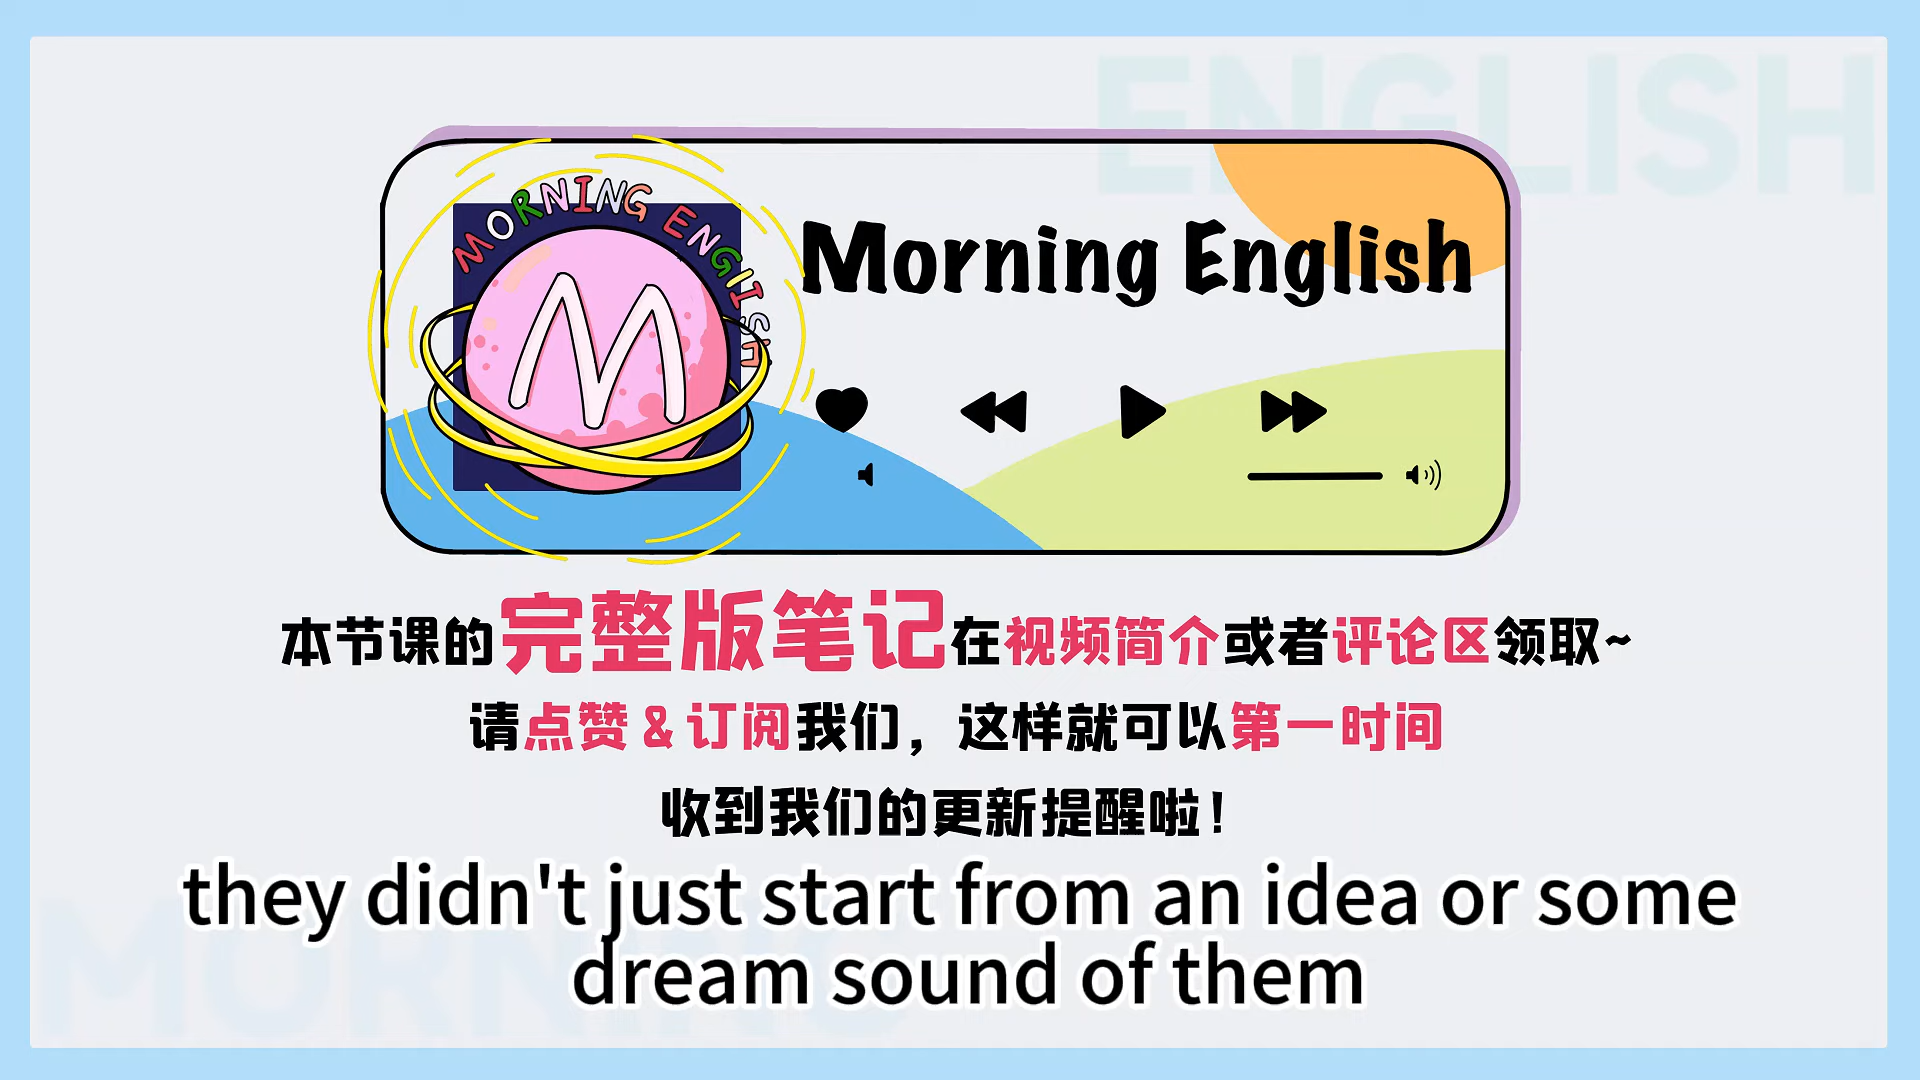 ENGLISH
MORNING ENGLISH
M
Morning English
本节课的完整版笔记在视频简介或者评论区领取~
请点赞&订阅我们，这样就可以第一时间
收到我们的更新提醒啦！
they didn't just start from an idea or some
dream sound of them
MORNING